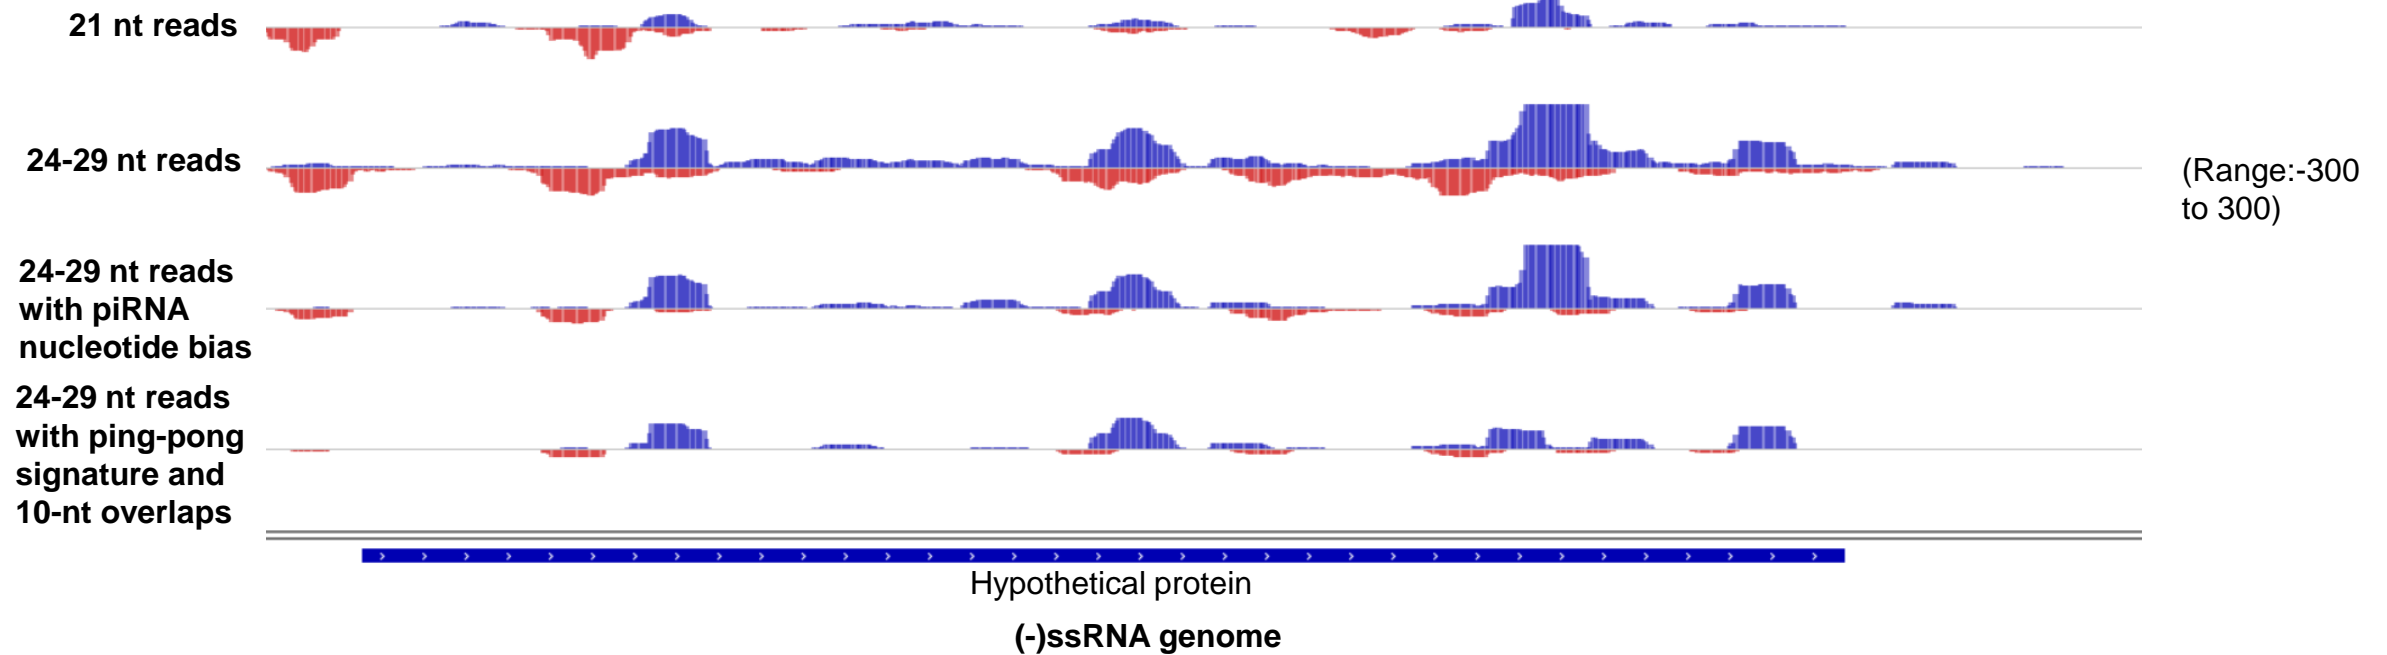 21 nt reads
24-29 nt reads
(Range:-300
to 300)
24-29 nt reads
with piRNA
nucleotide bias
24-29 nt reads
with ping-pong
signature and
10-nt overlaps
Hypothetical protein
(-)ssRNA genome